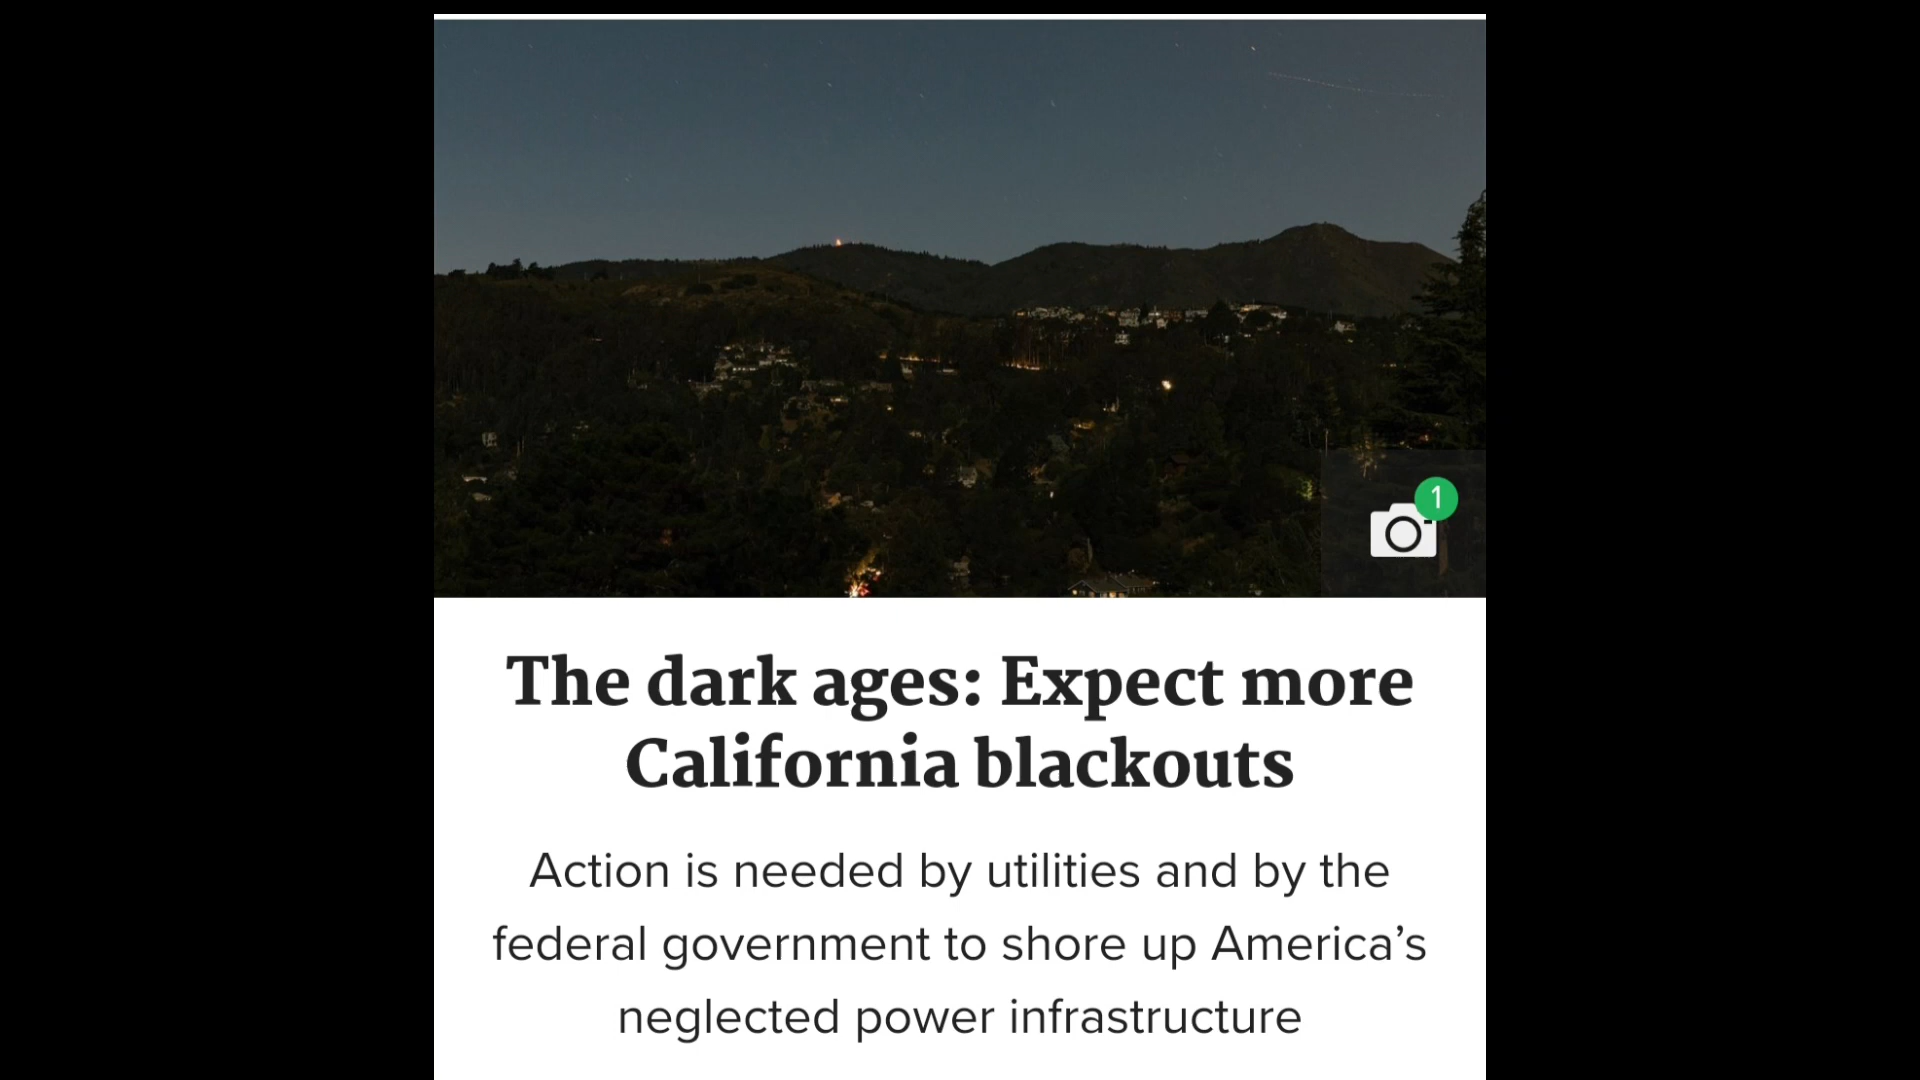 1
The dark ages: Expect more
California blackouts
Action is needed by utilities and by the
federal government to shore up America’s
neglected power infrastructure